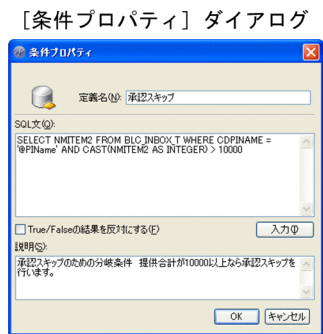 ［条件プロパティ］ダイアログ
条件プロパティ
定義名(N): 承認スキップ
SQL文(Q):
SELECT NMITEM2 FROM BLC_INBOX_T WHERE CDPINAME =
'@PIName' AND CAST(NMITEM2 AS INTEGER) > 10000
True/Falseの結果を反対にする(F)
入力(I)
説明(S):
承認スキップのための分岐条件 提供合計が10000以上なら承認スキップを
行います。
OK
キャンセル